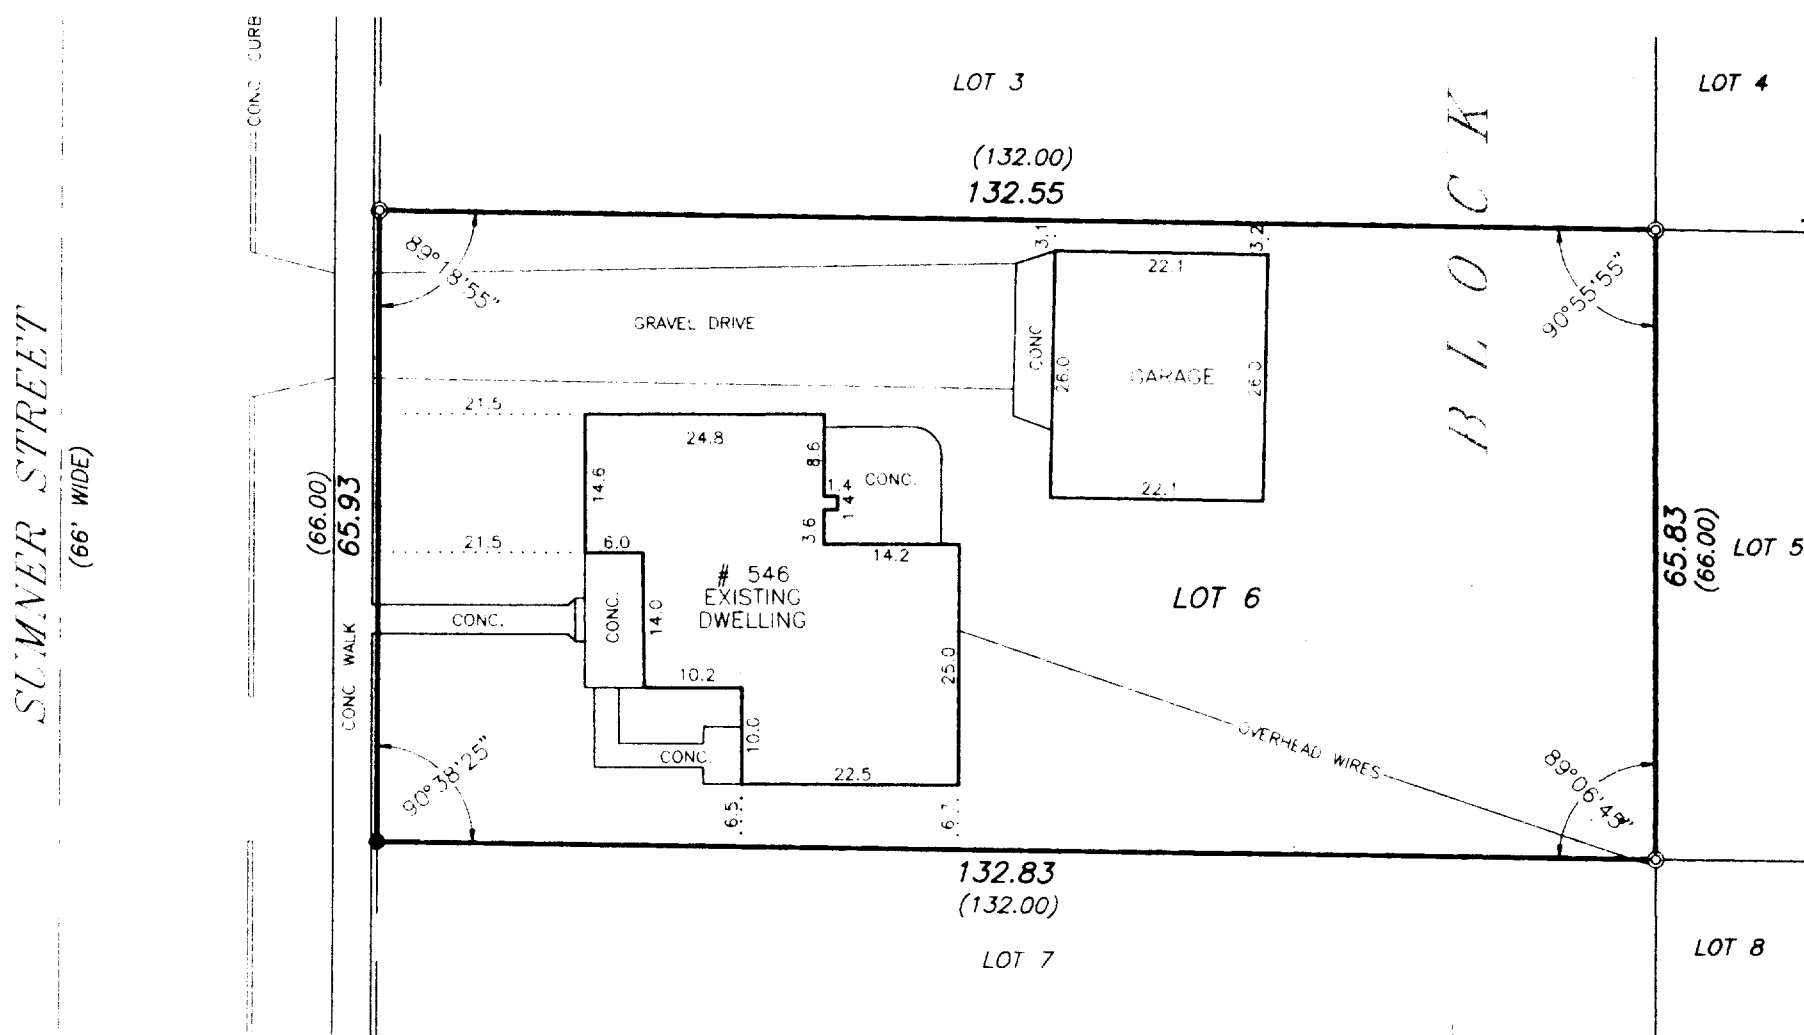 CONC CURB
LOT 3
LOT 4
(132.00)
132.55
BLOCK
89°18'55"
3.1
3.2
22.1
90°55'55"
GRAVEL DRIVE
CONC
26.0
GARAGE
26.0
SUMNER STREET
(66' WIDE)
21.5
24.8
8.6
14.6
1.4
1.4
CONC.
22.1
(66.00)
65.93
3.6
21.5
6.0
14.2
65.83
(66.00)
LOT 5
# 546
EXISTING
DWELLING
LOT 6
CONC.
CONC.
14.0
25.0
CONC WALK
10.2
10.0
CONC.
OVERHEAD WIRES
22.5
90°38'25"
89°06'45"
6.5
6.7
132.83
(132.00)
LOT 7
LOT 8